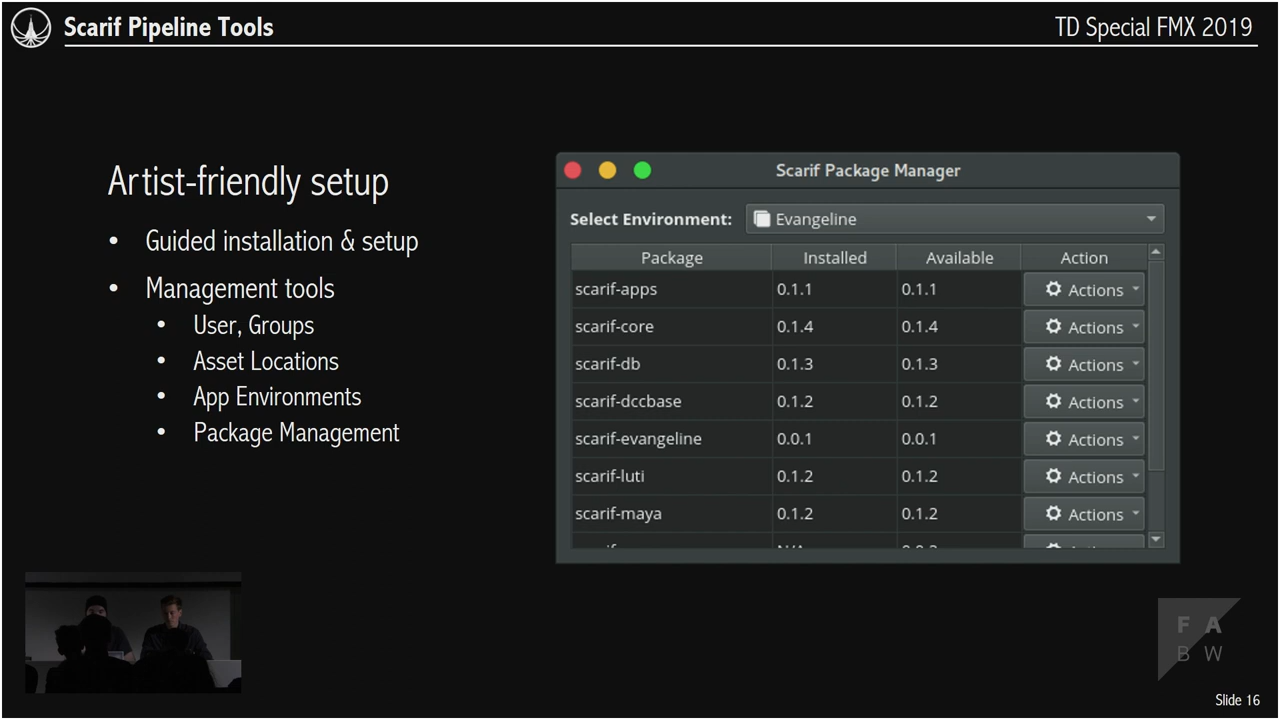 Scarif Pipeline Tools
TD Special FMX 2019
Artist-friendly setup
• Guided installation & setup
• Management tools
• User, Groups
• Asset Locations
• App Environments
• Package Management
Scarif Package Manager
Select Environment: Evangeline
Package Installed Available Action
scarif-apps 0.1.1 0.1.1 Actions
scarif-core 0.1.4 0.1.4 Actions
scarif-db 0.1.3 0.1.3 Actions
scarif-dccbase 0.1.2 0.1.2 Actions
scarif-evangeline 0.0.1 0.0.1 Actions
scarif-luti 0.1.2 0.1.2 Actions
scarif-maya 0.1.2 0.1.2 Actions
F A
B W
Slide 16